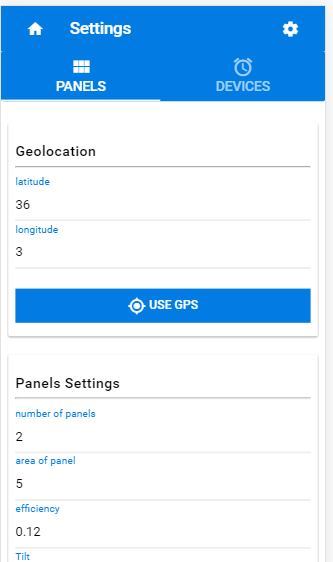 Settings
PANELS
DEVICES
Geolocation
latitude
36
longitude
3
USE GPS
Panels Settings
number of panels
2
area of panel
5
efficiency
0.12
Tilt